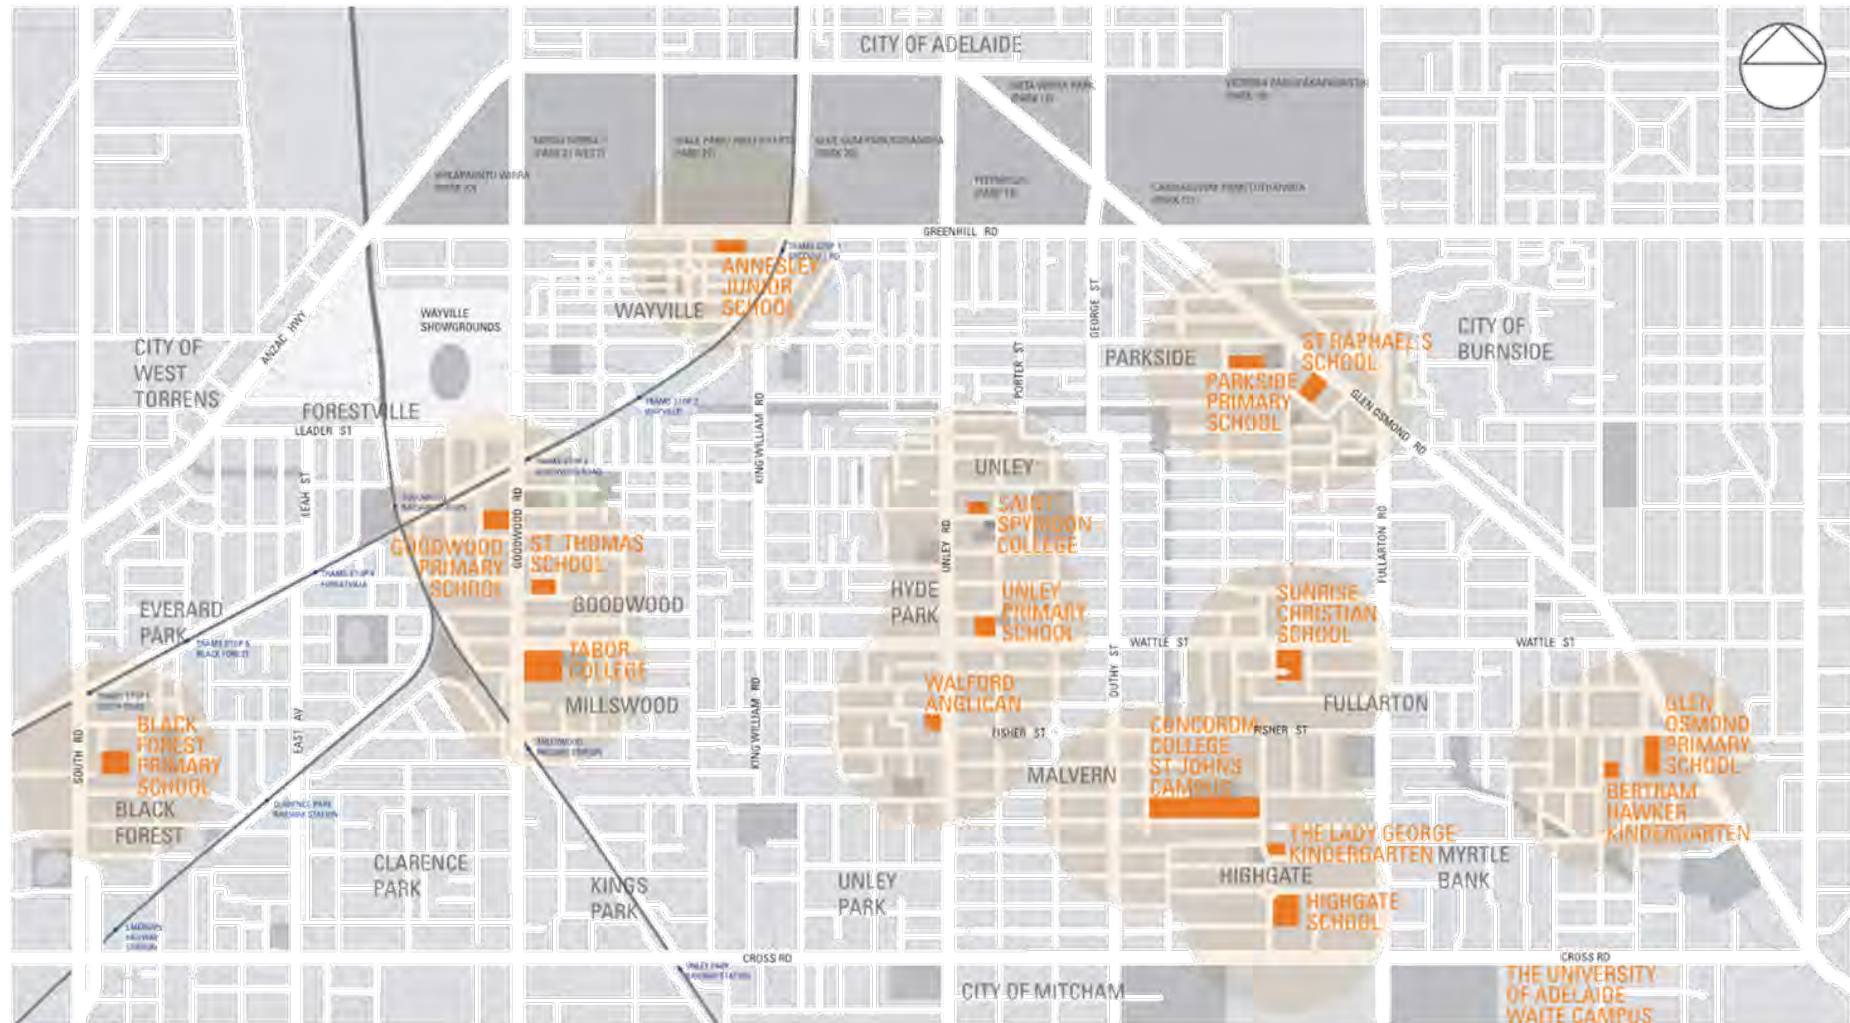 CITY OF ADELAIDE
GREENHILL RD
ANNESLEY
JUNIOR
SCHOOL
WAYVILLE
WAYVILLE
SHOWGROUNDS
ANZAC HWY
CITY OF
WEST
TORRENS
FORESTVILLE
LEADER ST
LEAH ST
KING WILLIAM RD
PORTER ST
GEORGE ST
PARKSIDE
ST RAPHAEL'S
SCHOOL
PARKSIDE
PRIMARY
SCHOOL
GLEN OSMOND RD
CITY OF
BURNSIDE
GOODWOOD
PRIMARY
SCHOOL
GOODWOOD RD
ST THOMAS
SCHOOL
GOODWOOD
TABOR
COLLEGE
MILLSWOOD
UNLEY
SAINT
SPYRIDON
COLLEGE
UNLEY RD
HYDE
PARK
UNLEY
PRIMARY
SCHOOL
WALFORD
ANGLICAN
FISHER ST
DUTHY ST
WATTLE ST
FULLARTON RD
SUNRISE
CHRISTIAN
SCHOOL
WATTLE ST
FULLARTON
FISHER ST
CONCORDIA
COLLEGE
ST JOHNS
CAMPUS
MALVERN
THE LADY GEORGE
KINDERGARTEN
MYRTLE
BANK
HIGHGATE
HIGHGATE
SCHOOL
GLEN
OSMOND
PRIMARY
SCHOOL
BERTRAM
HAWKER
KINDERGARTEN
EVERARD
PARK
SOUTH RD
EAST AV
BLACK
FOREST
PRIMARY
SCHOOL
BLACK
FOREST
CLARENCE PARK
RAILWAY STATION
CLARENCE
PARK
KINGS
PARK
KING WILLIAM RD
UNLEY
PARK
CROSS RD
CITY OF MITCHAM
CROSS RD
THE UNIVERSITY
OF ADELAIDE
WAITE CAMPUS